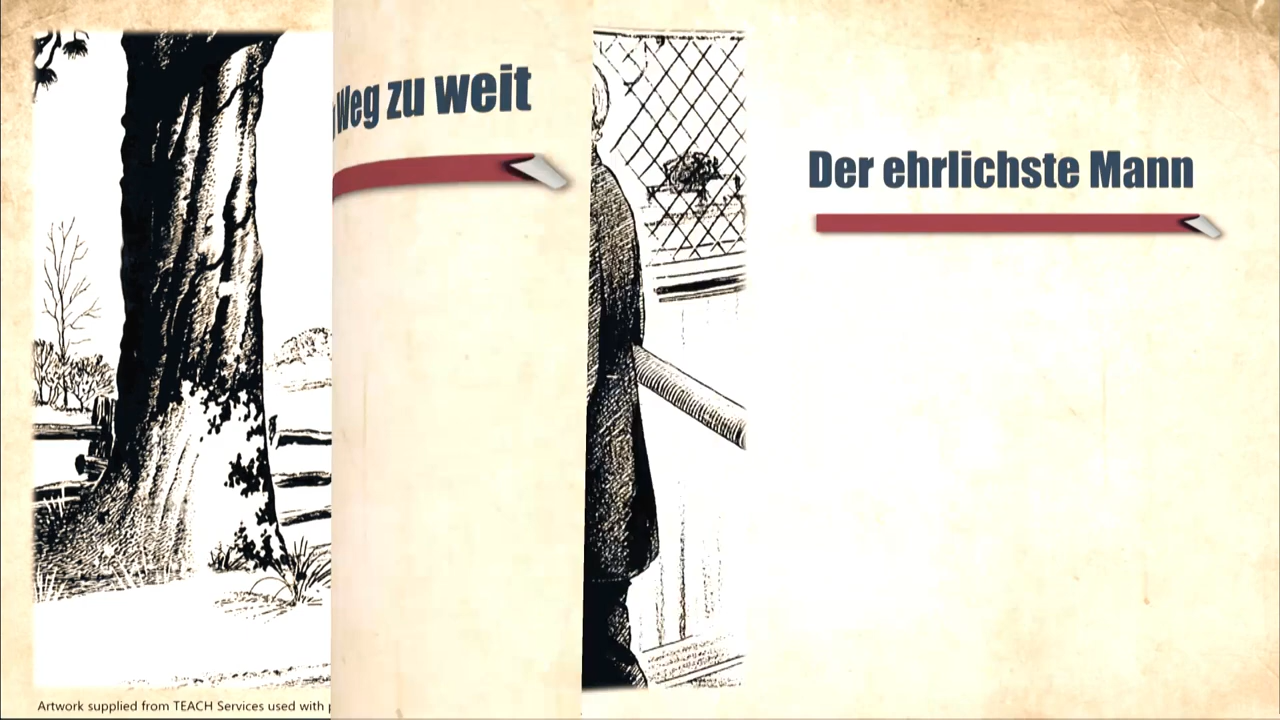 Weg zu weit
Der ehrlichste Mann
Artwork supplied from TEACH Services used with